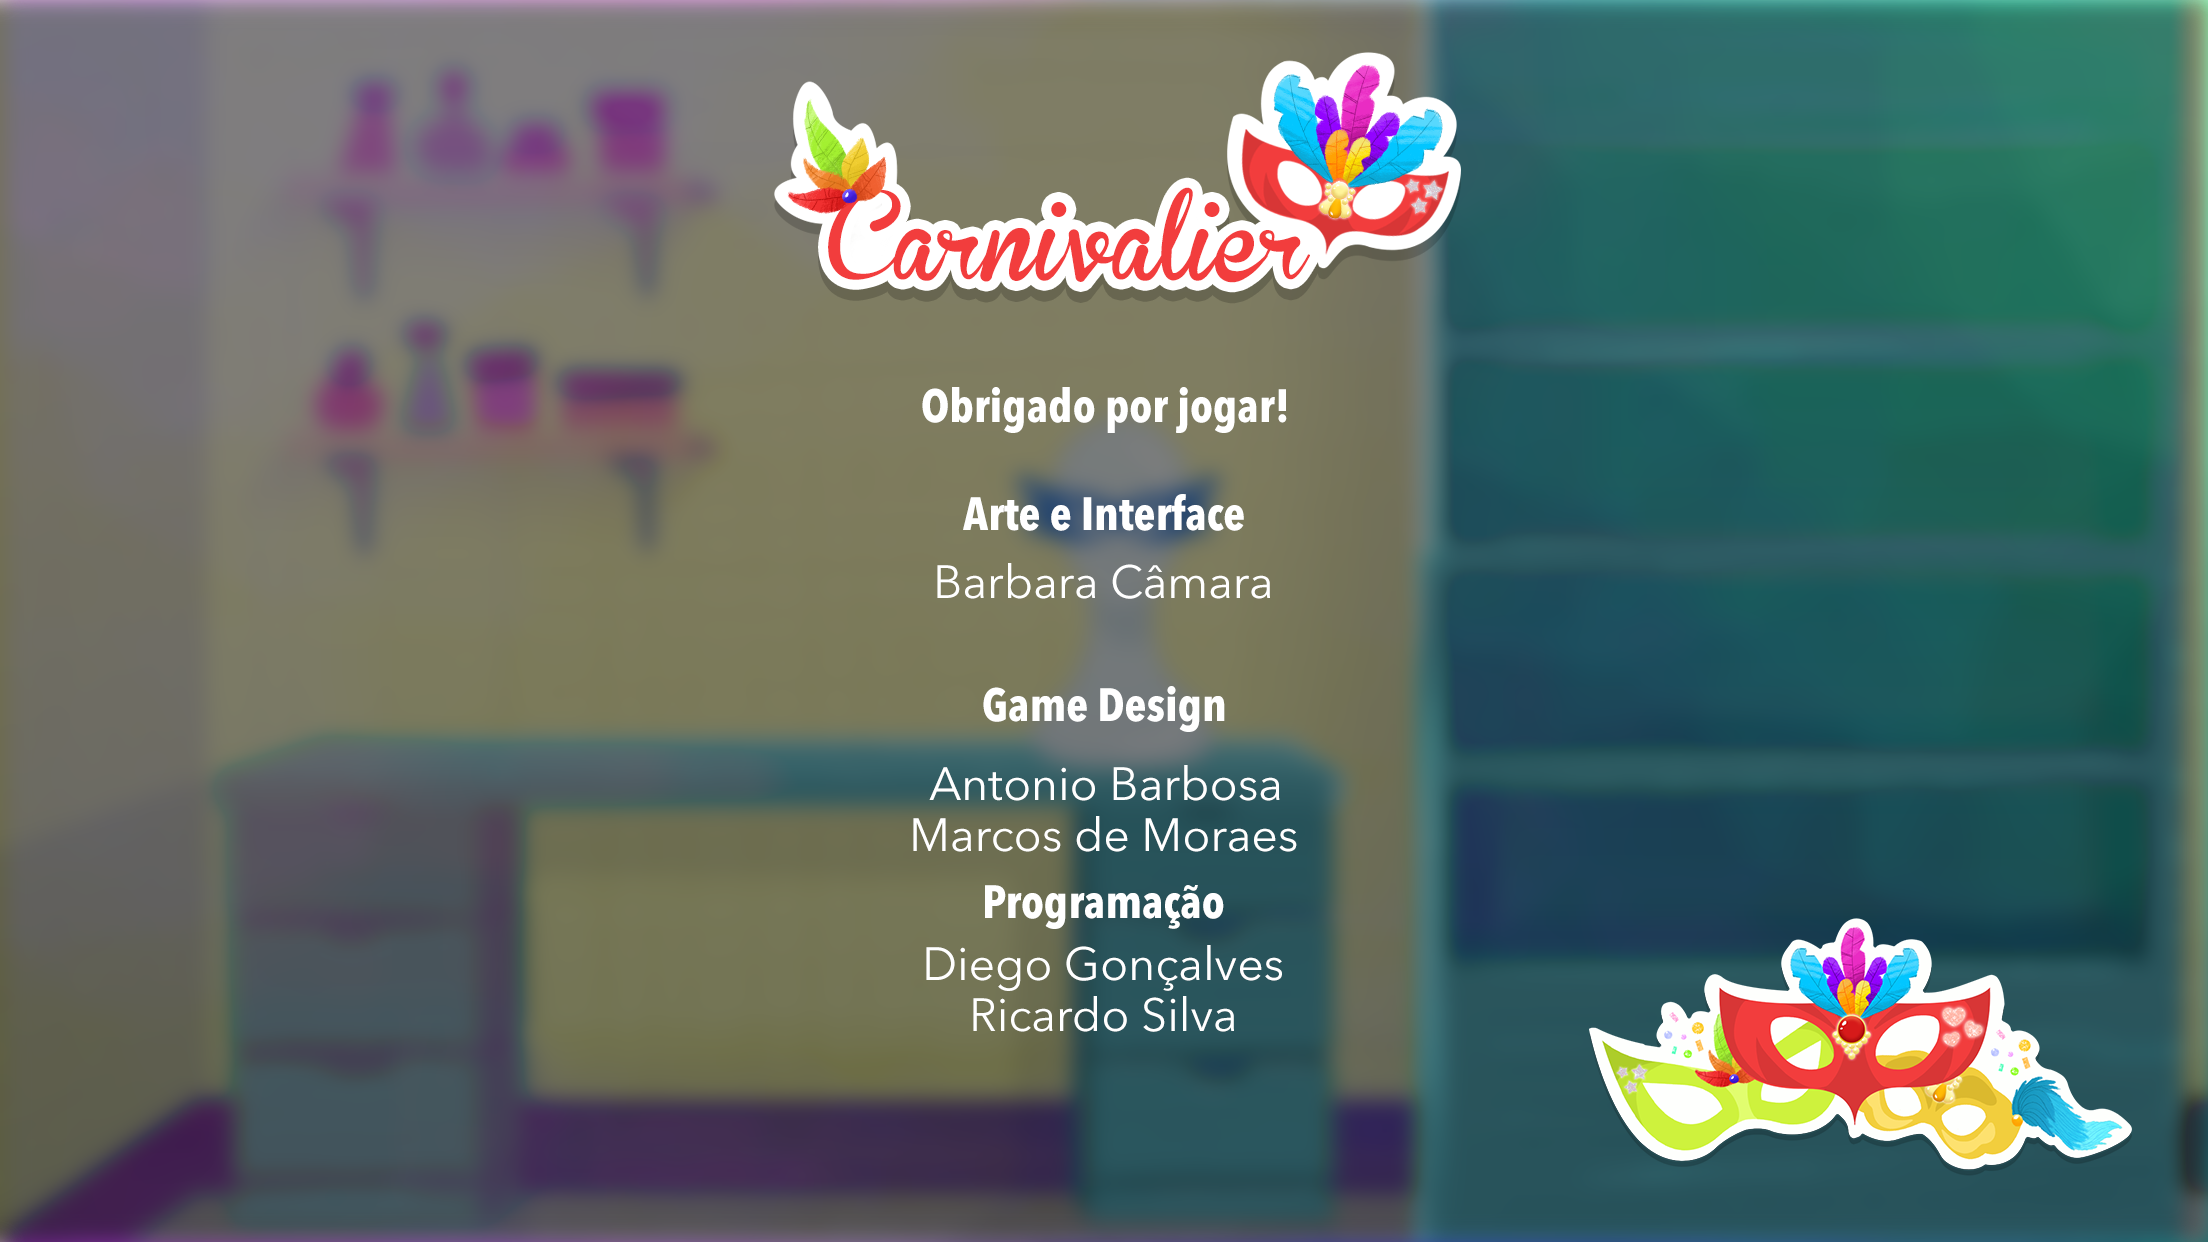 Carnivalier
Obrigado por jogar!
Arte e Interface
Barbara Câmara
Game Design
Antonio Barbosa
Marcos de Moraes
Programação
Diego Gonçalves
Ricardo Silva